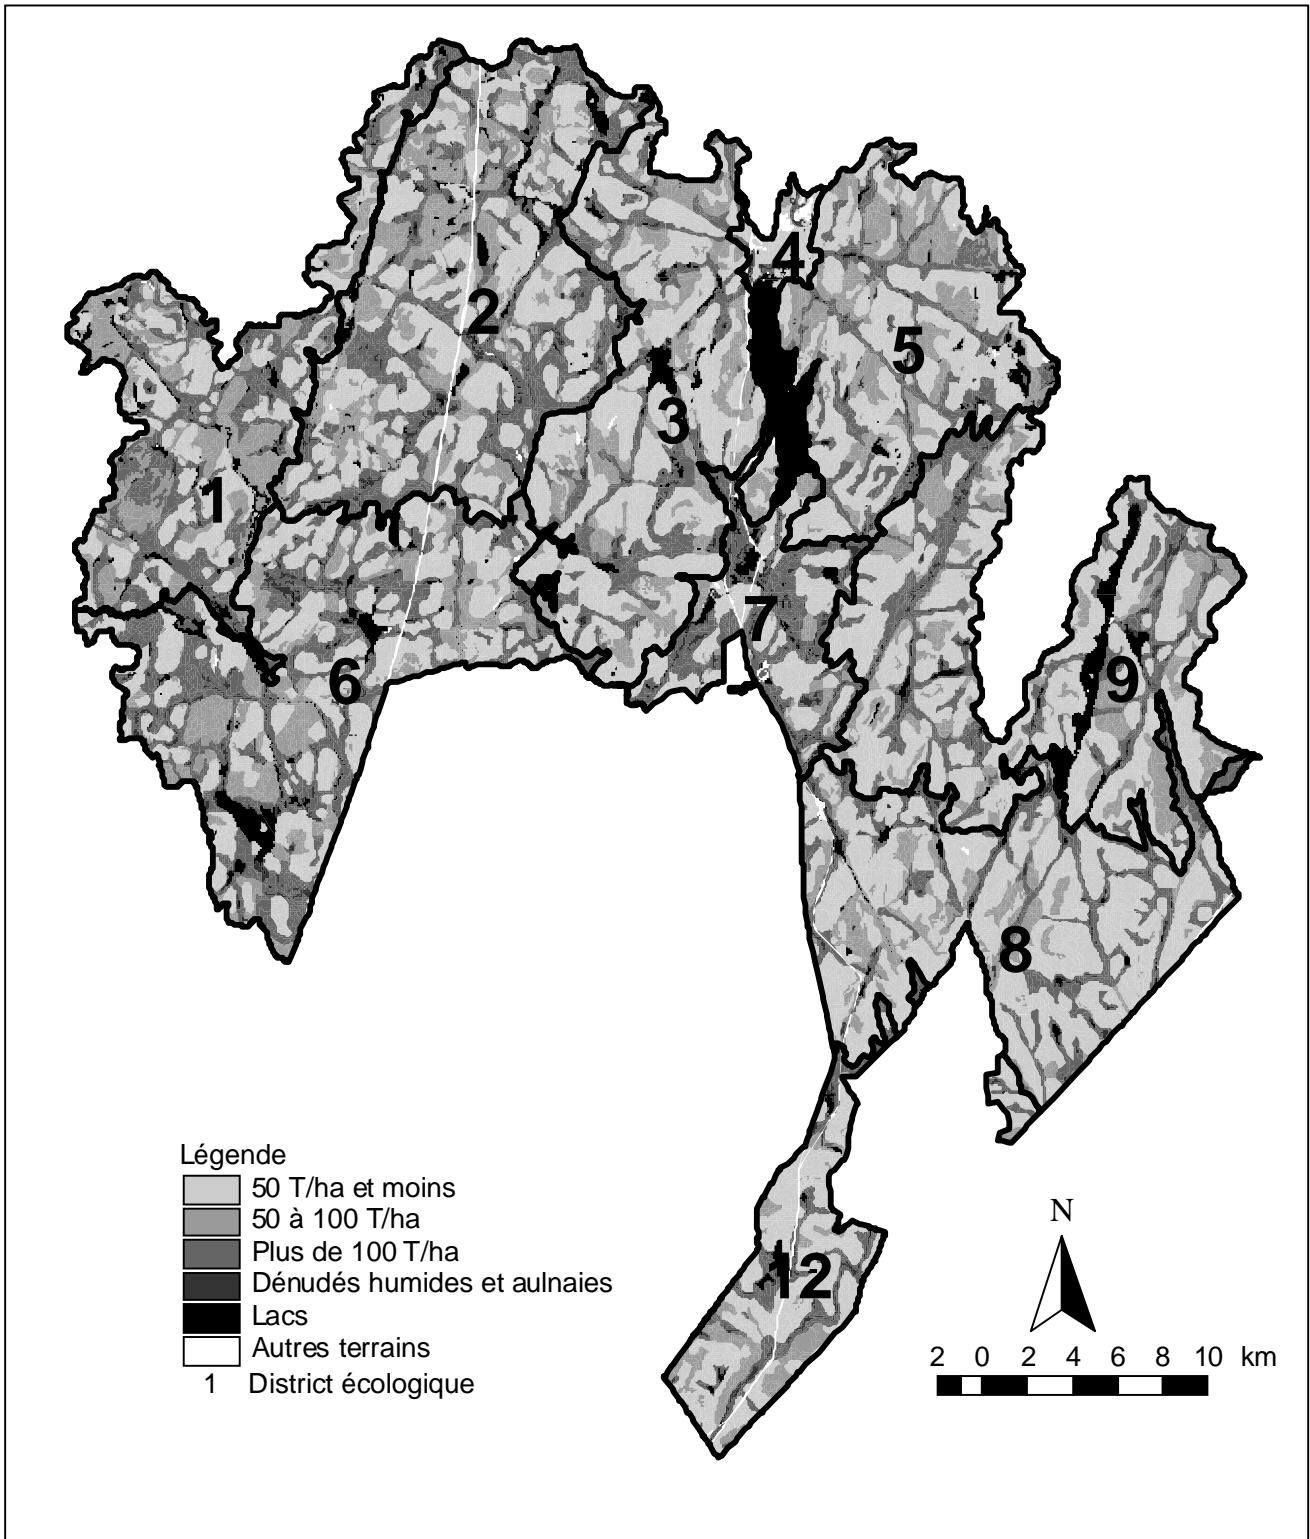 4
2
5
3
1
7
6
9
8
12
Légende
50 T/ha et moins
50 à 100 T/ha
Plus de 100 T/ha
Dénudés humides et aulnaies
Lacs
Autres terrains
1 District écologique
N
2 0 2 4 6 8 10 km